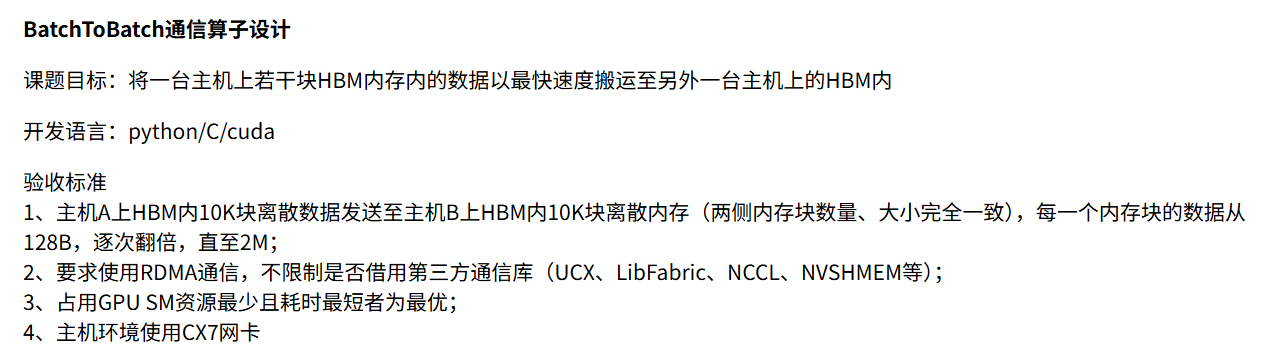 BatchToBatch通信算子设计
课题目标：将一台主机上若干块HBM内存内的数据以最快速度搬运至另外一台主机上的HBM内
开发语言：python/C/cuda
验收标准
1、主机A上HBM内10K块离散数据发送至主机B上HBM内10K块离散内存（两侧内存块数量、大小完全一致），每一个内存块的数据从
128B，逐次翻倍，直至2M；
2、要求使用RDMA通信，不限制是否借用第三方通信库（UCX、LibFabric、NCCL、NVSHMEM等）；
3、占用GPU SM资源最少且耗时最短者为最优；
4、主机环境使用CX7网卡